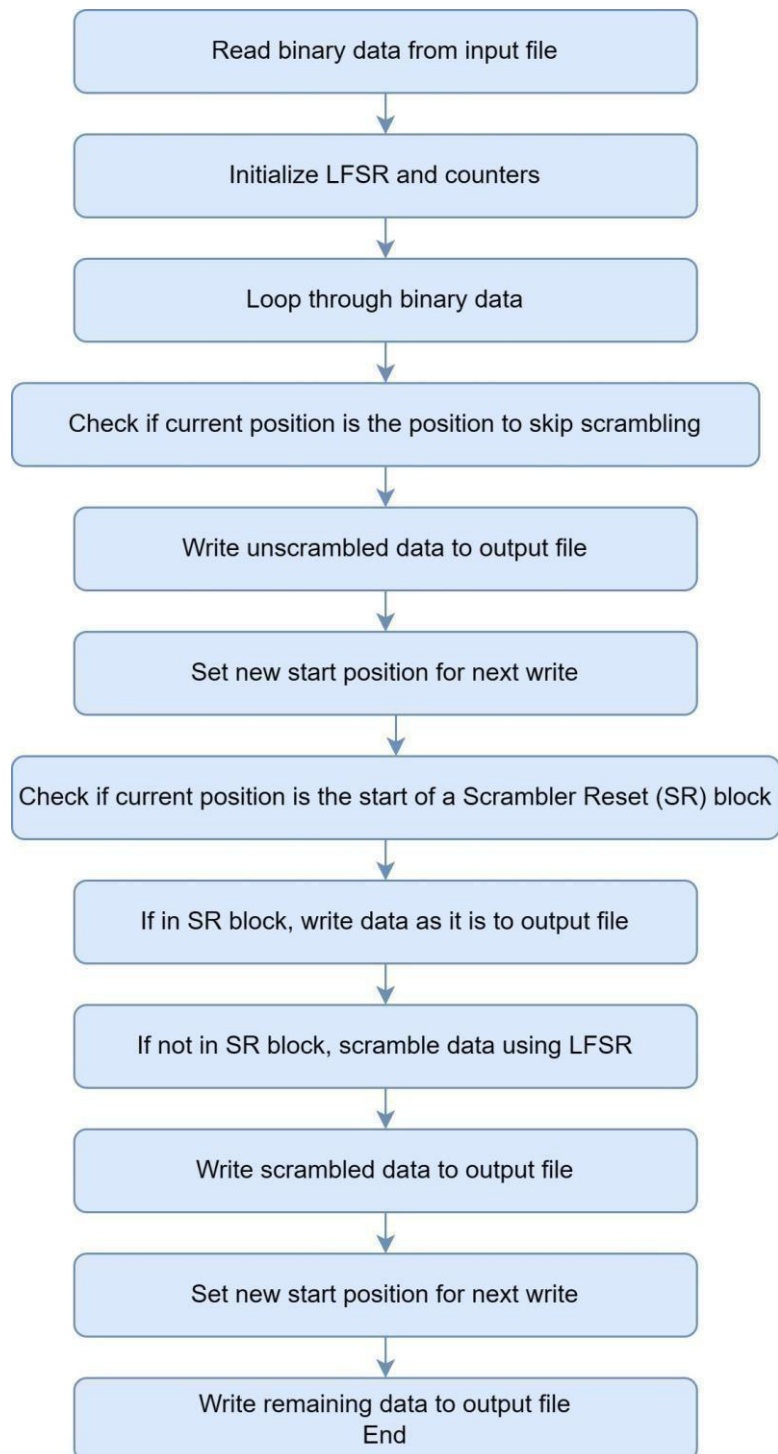 Read binary data from input file
Initialize LFSR and counters
Loop through binary data
Check if current position is the position to skip scrambling
Write unscrambled data to output file
Set new start position for next write
Check if current position is the start of a Scrambler Reset (SR) block
If in SR block, write data as it is to output file
If not in SR block, scramble data using LFSR
Write scrambled data to output file
Set new start position for next write
Write remaining data to output file
End